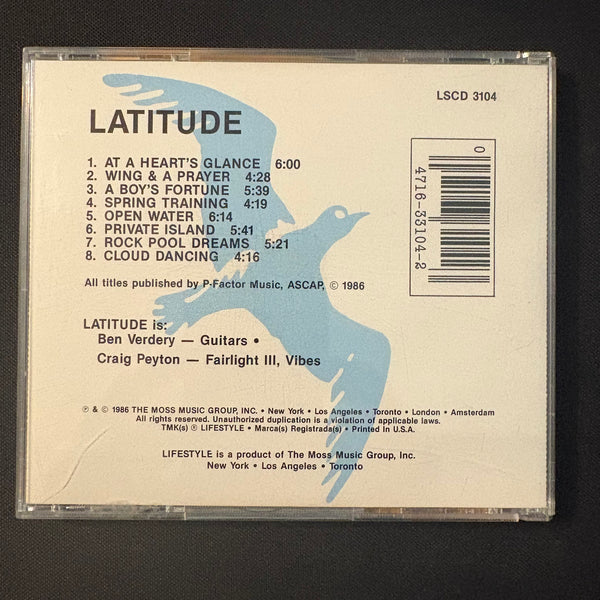 LSCD 3104
LATITUDE
1. AT A HEART'S GLANCE 6:00
2. WING & A PRAYER 4:28
3. A BOY'S FORTUNE 5:39
4. SPRING TRAINING 4:19
5. OPEN WATER 6:14
6. PRIVATE ISLAND 5:41
7. ROCK POOL DREAMS 5:21
8. CLOUD DANCING 4:16
0
4716-33104-2
All titles published by P-Factor Music, ASCAP, © 1986
LATITUDE is:
Ben Verdery — Guitars •
Craig Peyton — Fairlight III, Vibes
℗ & © 1986 THE MOSS MUSIC GROUP, INC. • New York • Los Angeles • Toronto • London • Amsterdam
All rights reserved. Unauthorized duplication is a violation of applicable laws.
TMK(s) ® LIFESTYLE • Marca(s) Registrada(s) • Printed in U.S.A.
LIFESTYLE is a product of The Moss Music Group, Inc.
New York • Los Angeles • Toronto